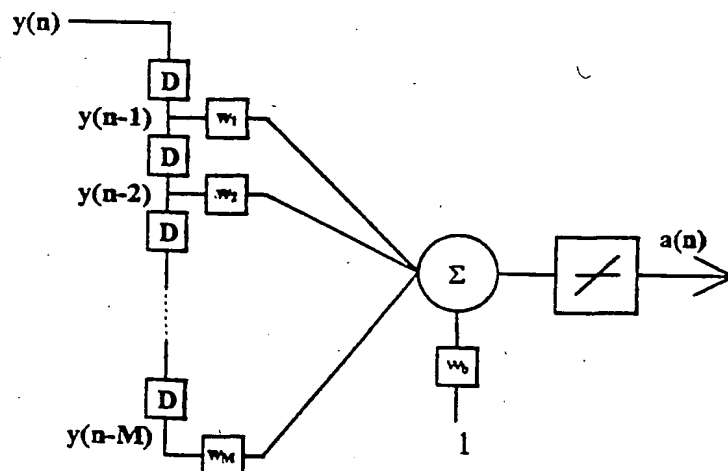 y(n)
D
y(n-1)
w₁
D
y(n-2)
w₂
D
a(n)
Σ
w₀
D
y(n-M)
w_M
1